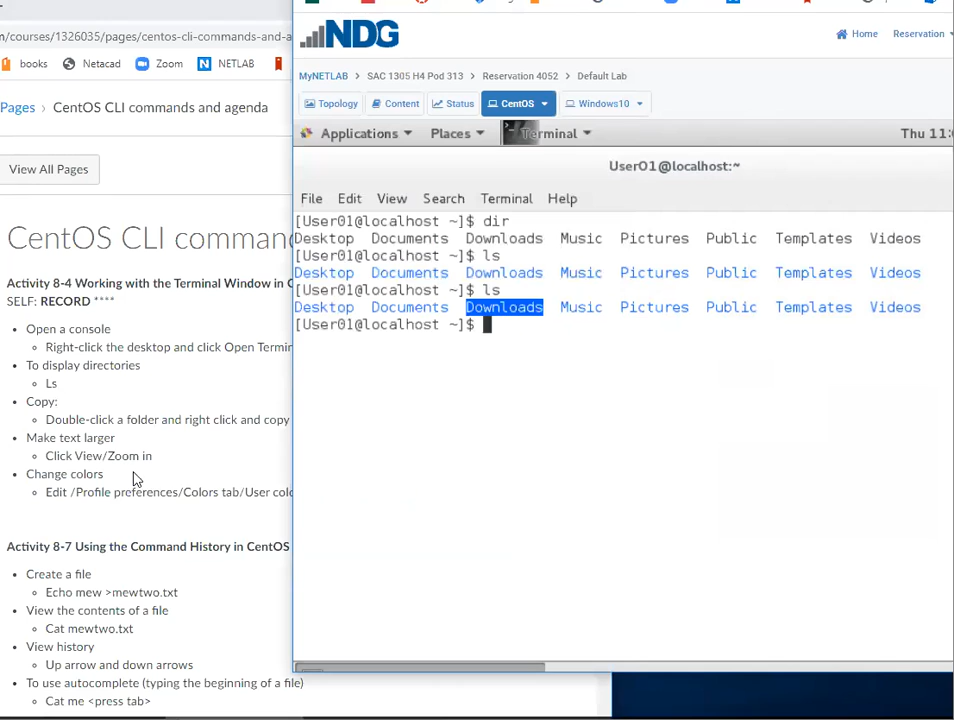 m/courses/1326035/pages/centos-cli-commands-and-a
books Netacad Zoom NETLAB
Pages › CentOS CLI commands and agenda
View All Pages
CentOS CLI comman
Activity 8-4 Working with the Terminal Window in C
SELF: RECORD ****
Open a console
Right-click the desktop and click Open Termi
To display directories
Ls
Copy:
Double-click a folder and right click and copy
Make text larger
Click View/Zoom in
Change colors
Edit /Profile preferences/Colors tab/User colo
Activity 8-7 Using the Command History in CentOS
Create a file
Echo mew >mewtwo.txt
View the contents of a file
Cat mewtwo.txt
View history
Up arrow and down arrows
To use autocomplete (typing the beginning of a file)
Cat me <press tab>
NDG
Home Reservation
MyNETLAB > SAC 1305 H4 Pod 313 > Reservation 4052 > Default Lab
Topology Content Status CentOS Windows10
Applications Places Terminal Thu 11:
User01@localhost:~
File Edit View Search Terminal Help
[User01@localhost ~]$ dir
Desktop Documents Downloads Music Pictures Public Templates Videos
[User01@localhost ~]$ ls
Desktop Documents Downloads Music Pictures Public Templates Videos
[User01@localhost ~]$ ls
Desktop Documents Downloads Music Pictures Public Templates Videos
[User01@localhost ~]$